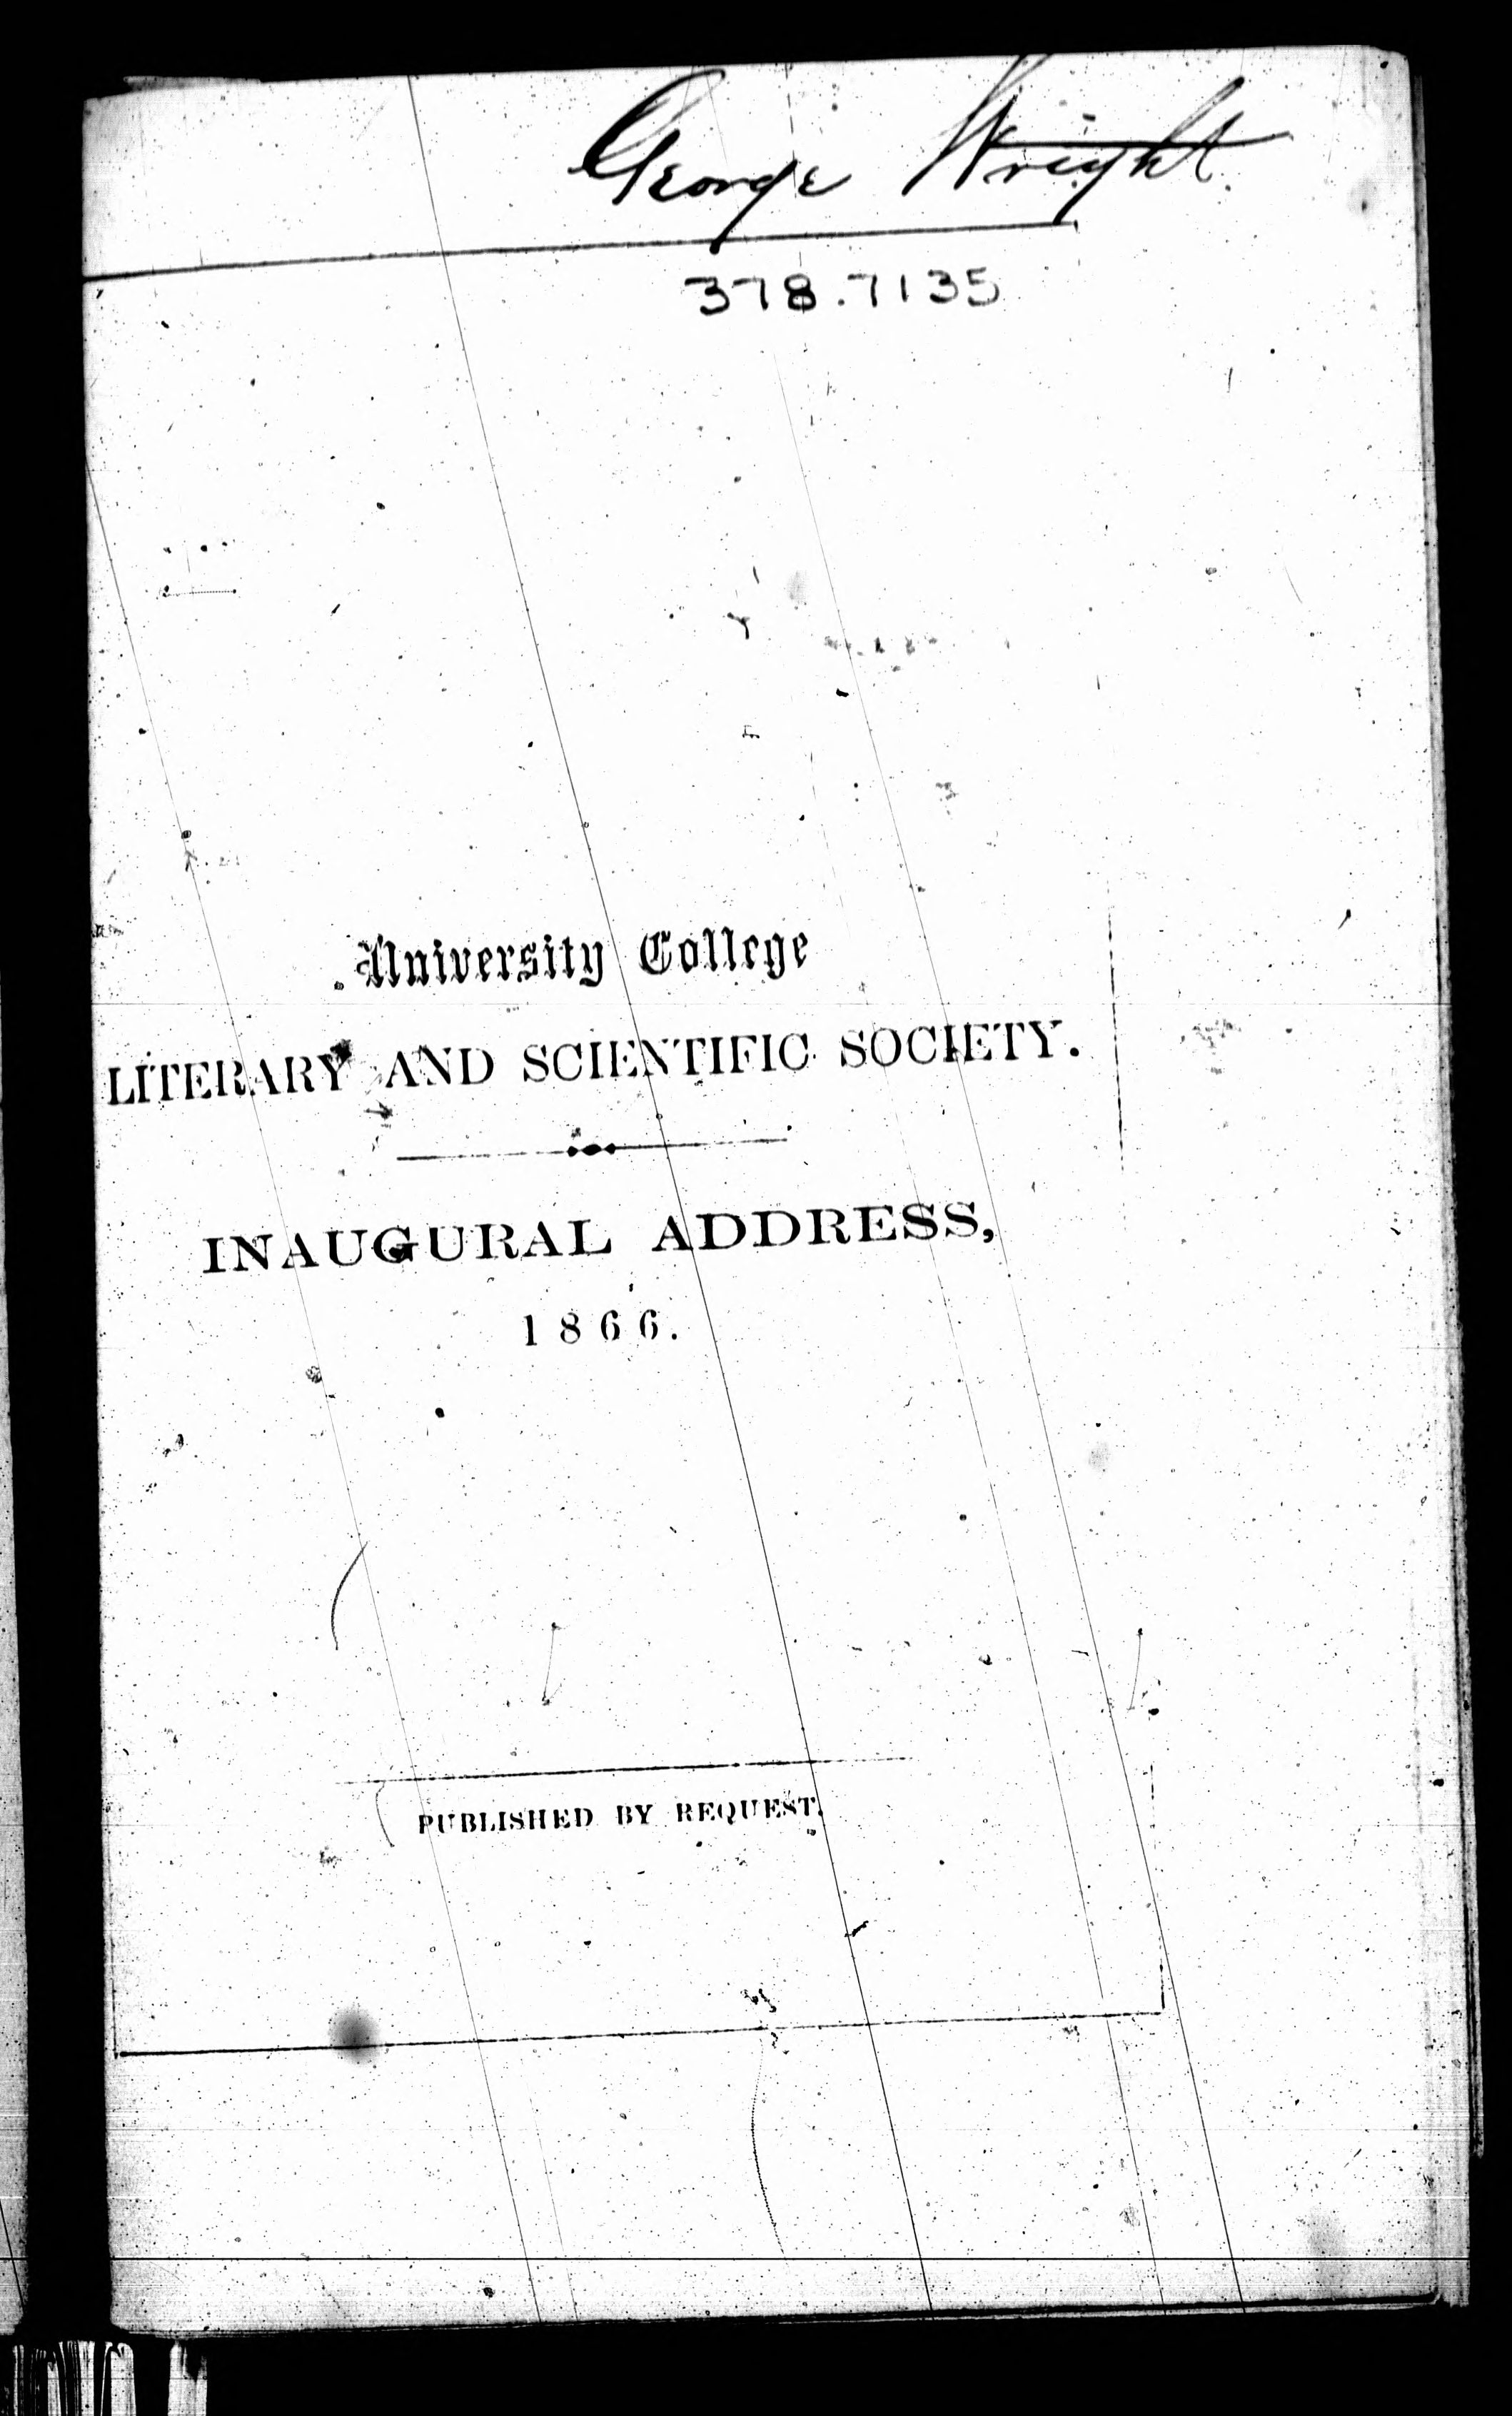 George Wright.
378.7135
University College
LITERARY AND SCIENTIFIC SOCIETY.
INAUGURAL ADDRESS,
1866.
PUBLISHED BY REQUEST.